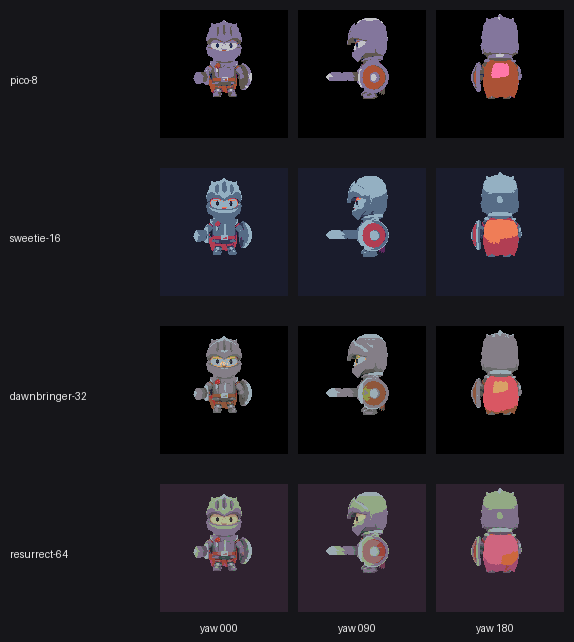 pico-8
sweetie-16
dawnbringer-32
resurrect-64
yaw 000
yaw 090
yaw 180